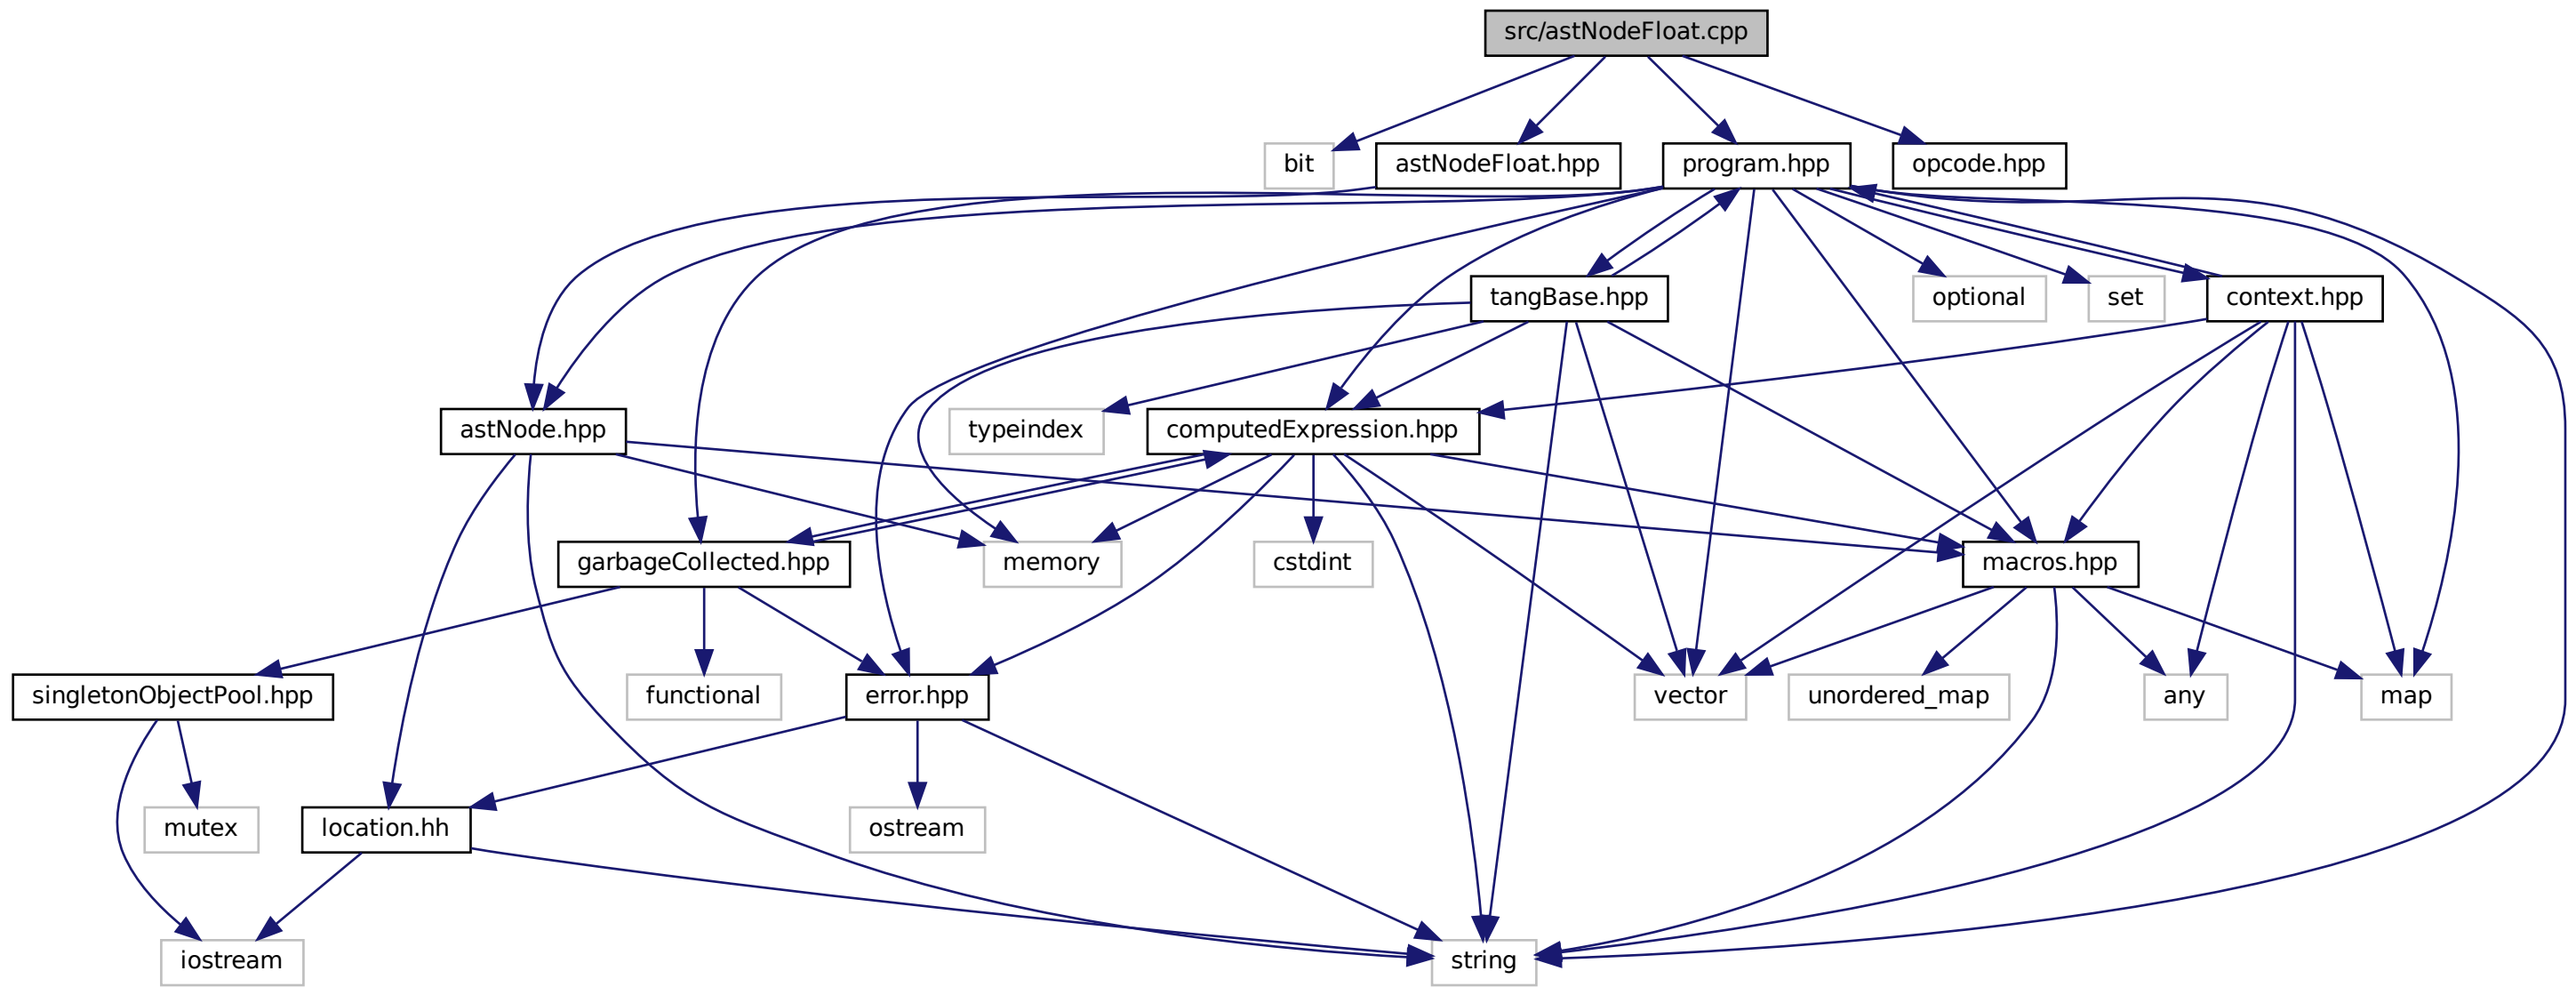 src/astNodeFloat.cpp
bit
astNodeFloat.hpp
program.hpp
opcode.hpp
tangBase.hpp
optional
set
context.hpp
astNode.hpp
typeindex
computedExpression.hpp
garbageCollected.hpp
memory
cstdint
macros.hpp
singletonObjectPool.hpp
functional
error.hpp
vector
unordered_map
any
map
mutex
location.hh
ostream
iostream
string